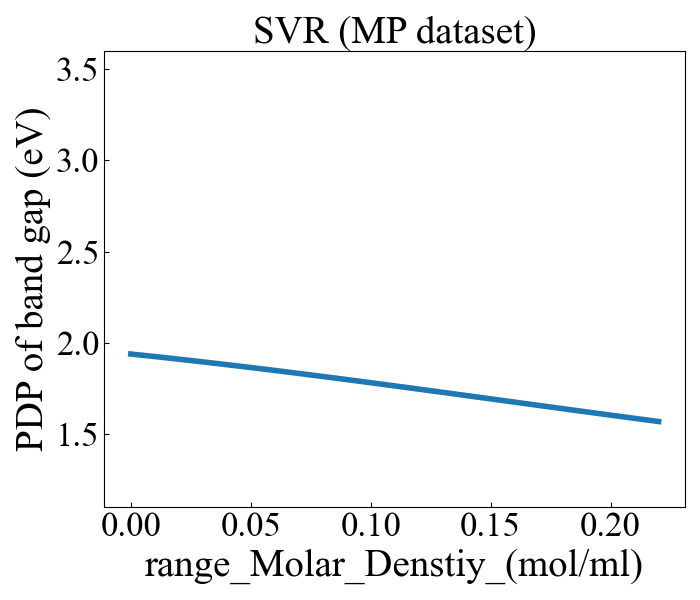 SVR (MP dataset)
PDP of band gap (eV)
3.5
3.0
2.5
2.0
1.5
0.00 0.05 0.10 0.15 0.20
range_Molar_Denstiy_(mol/ml)